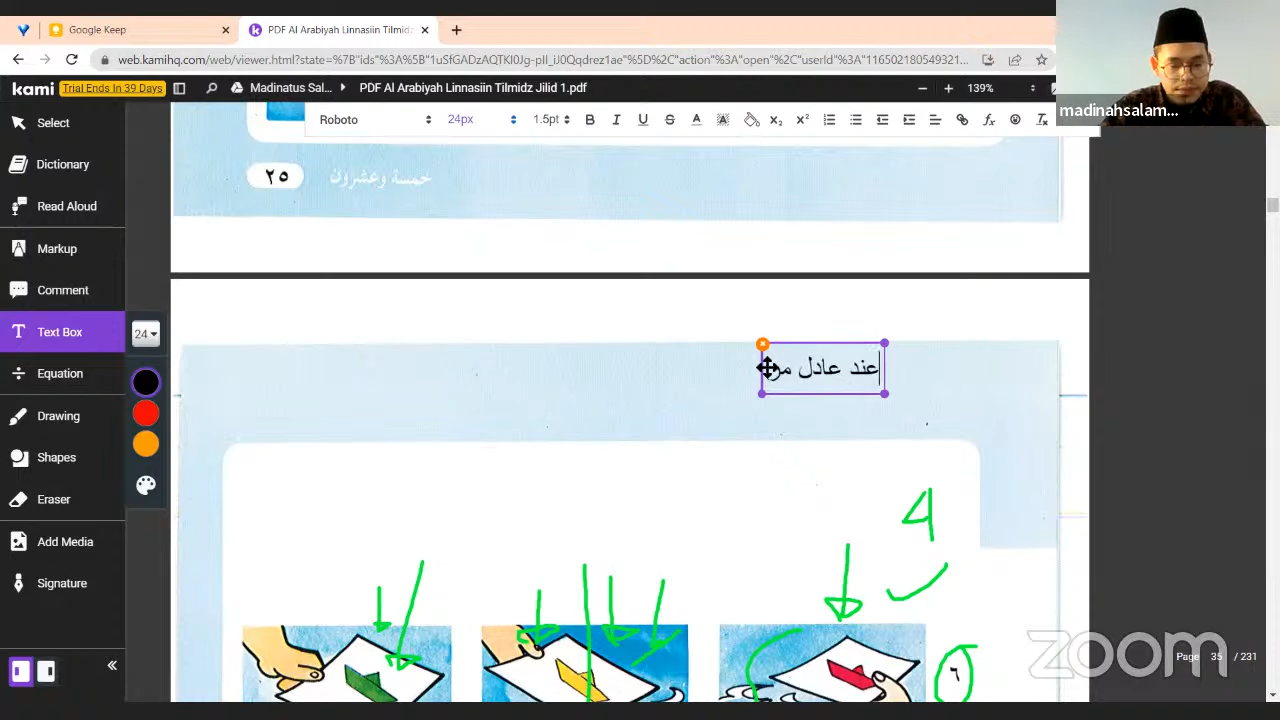 Google Keep
PDF Al Arabiyah Linnasiin Tilmidz
web.kamihq.com/web/viewer.html?state=%7B"ids"%3A%5B"1uSfGADzAQTKl0Jg-pII_iJ0Qqdrez1ae"%5D%2C"action"%3A"open"%2C"userId"%3A"116502180549321...
kami
Trial Ends In 39 Days
Madinatus Sal...
PDF Al Arabiyah Linnasiin Tilmidz Jilid 1.pdf
139%
madinahsalam...
Roboto
24px
1.5pt
Select
Dictionary
Read Aloud
Markup
Comment
Text Box
Equation
Drawing
Shapes
Eraser
Add Media
Signature
24
خمسة وعشرون
٢٥
عند عادل
4
٦
zoom
Page 35 / 231